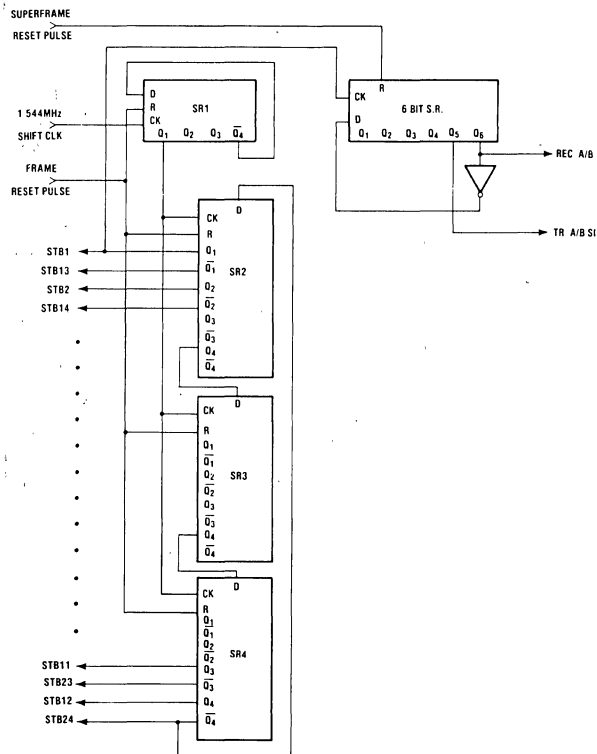 SUPERFRAME
RESET PULSE
R
CK
D
6 BIT S.R.
Q1 Q2 Q3 Q4 Q5 Q6
REC A/B
TR A/B SI
D
R
CK
SR1
Q1 Q2 Q3 Q̅4
1 544MHz
SHIFT CLK
FRAME
RESET PULSE
D
CK
R
STB1 Q1
STB13 Q̅1
SR2
STB2 Q2
STB14 Q̅2
Q3
Q̅3
Q4
Q̅4
D
CK
R
Q1
Q̅1
Q2
SR3
Q̅2
Q3
Q̅3
Q4
Q̅4
D
CK
R
Q1
Q̅1
Q2
SR4
Q̅2
STB11 Q3
STB23 Q̅3
STB12 Q4
STB24 Q̅4